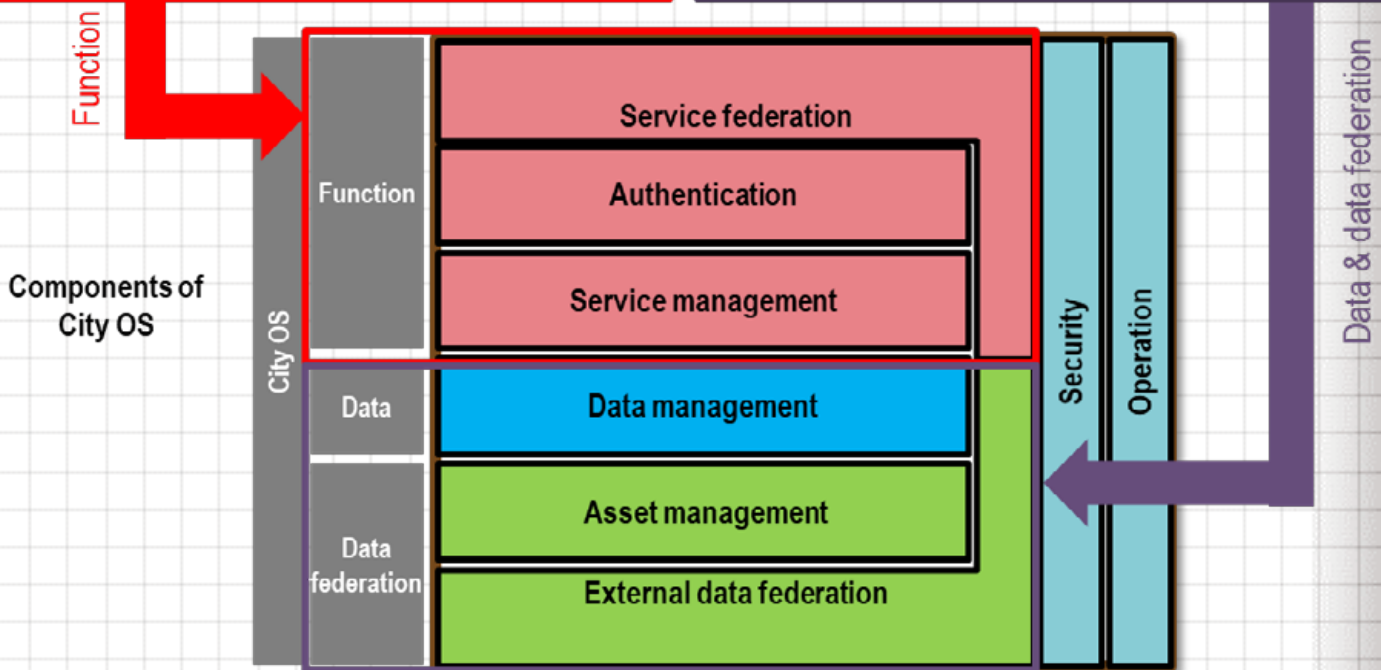 Function
Data & data federation
Components of
City OS
City OS
Function
Data
Data
federation
Service federation
Authentication
Service management
Data management
Asset management
External data federation
Security
Operation